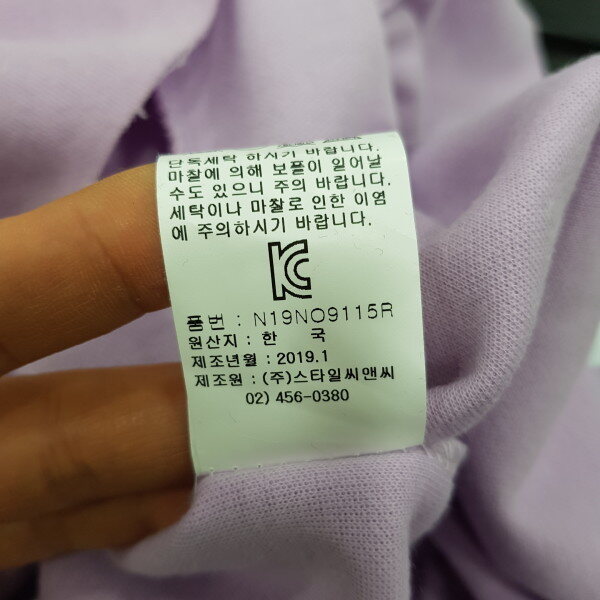 단독세탁 하시기 바랍니다.
마찰에 의해 보풀이 일어날
수도 있으니 주의 바랍니다.
세탁이나 마찰로 인한 이염
에 주의하시기 바랍니다.
KC
품번 : N19NO9115R
원산지 : 한 국
제조년월 : 2019.1
제조원 : (주)스타일씨앤씨
02) 456-0380